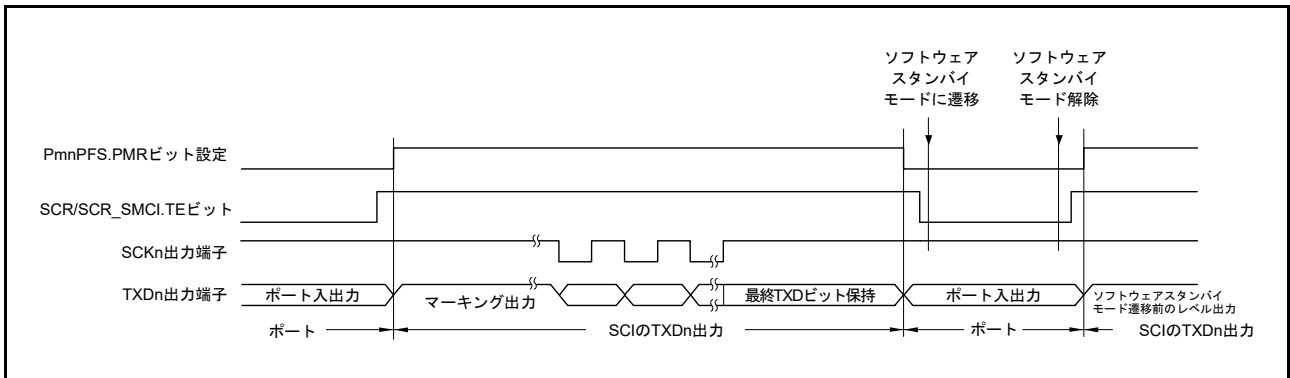 ソフトウェア
スタンバイ
モードに遷移
ソフトウェア
スタンバイ
モード解除
PmnPFS.PMRビット設定
SCR/SCR_SMCI.TEビット
SCKn出力端子
TXDn出力端子
ポート入出力
マーキング出力
最終TXDビット保持
ポート入出力
ソフトウェアスタンバイ
モード遷移前のレベル出力
ポート
SCIのTXDn出力
ポート
SCIのTXDn出力